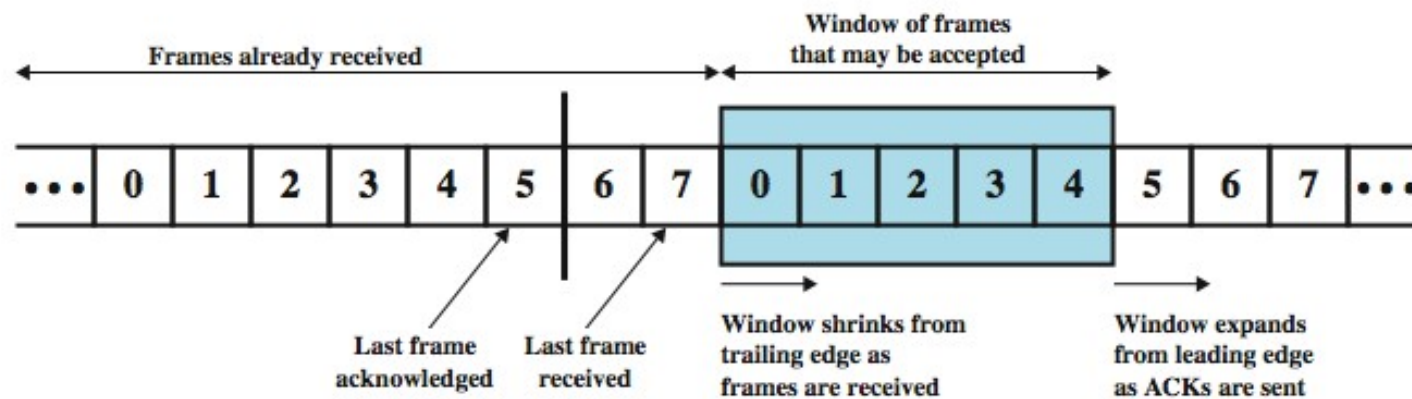 Frames already received
Window of frames
that may be accepted
••• 0 1 2 3 4 5 6 7 0 1 2 3 4 5 6 7 •••
Last frame
acknowledged
Last frame
received
Window shrinks from
trailing edge as
frames are received
Window expands
from leading edge
as ACKs are sent